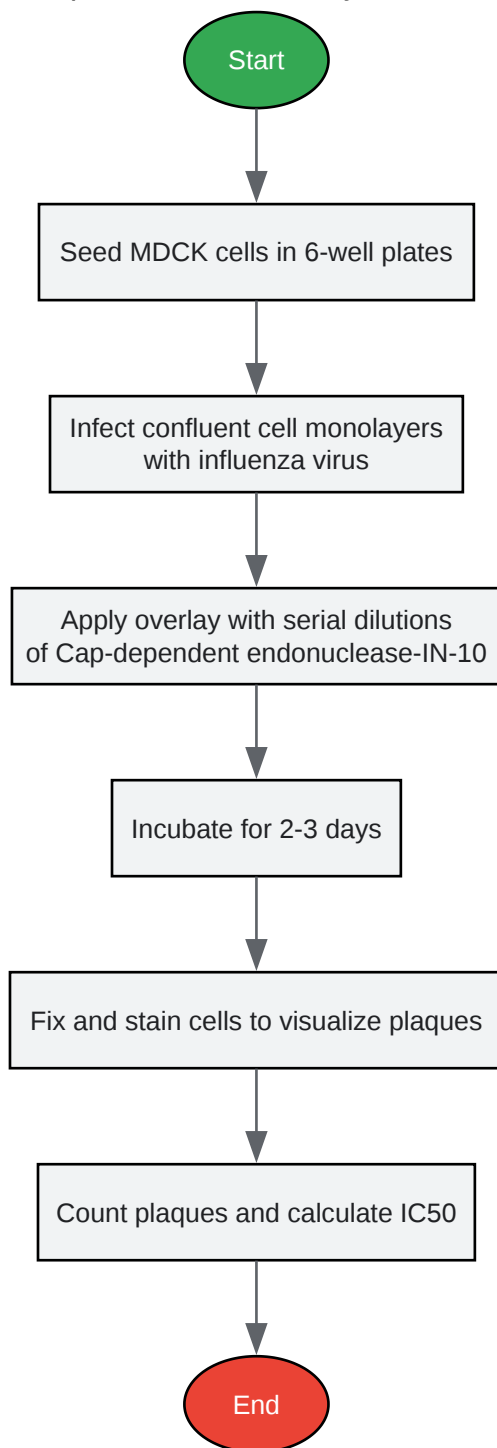 Start
Seed MDCK cells in 6-well plates
Infect confluent cell monolayers
with influenza virus
Apply overlay with serial dilutions
of Cap-dependent endonuclease-IN-10
Incubate for 2-3 days
Fix and stain cells to visualize plaques
Count plaques and calculate IC50
End